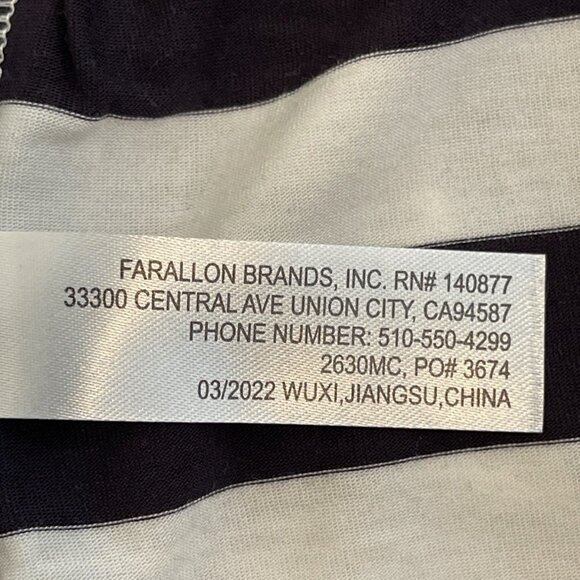 FARALLON BRANDS, INC. RN# 140877
33300 CENTRAL AVE UNION CITY, CA94587
PHONE NUMBER: 510-550-4299
2630MC, PO# 3674
03/2022 WUXI,JIANGSU,CHINA